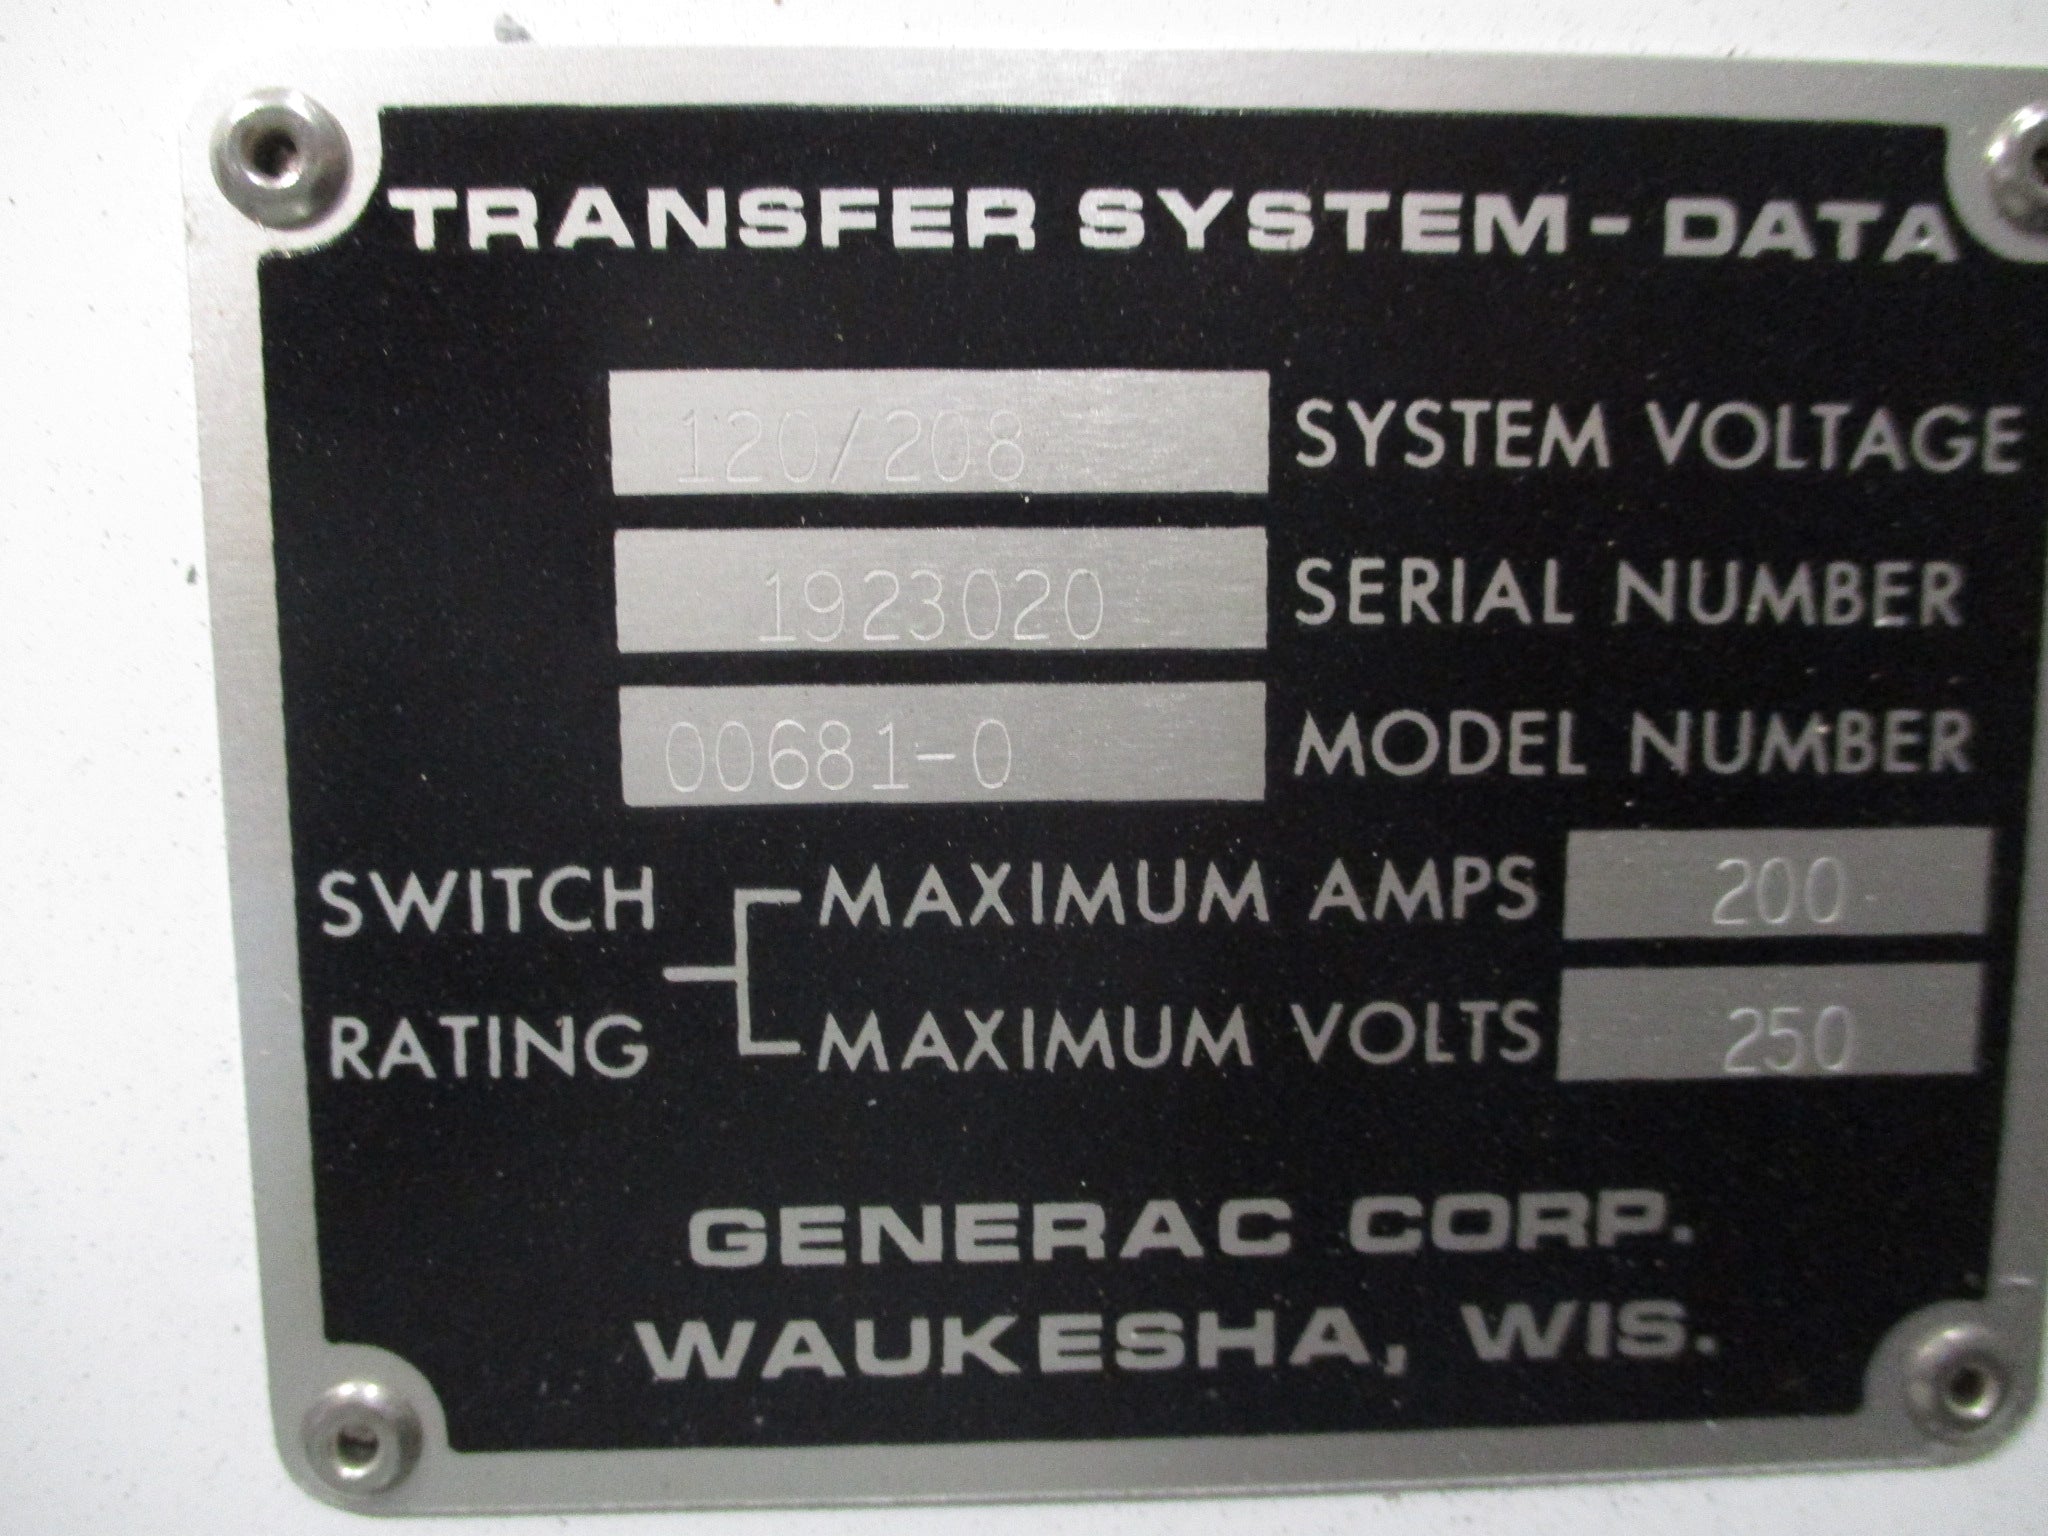 TRANSFER SYSTEM - DATA
120/208 SYSTEM VOLTAGE
1923020 SERIAL NUMBER
00681-0 MODEL NUMBER
SWITCH MAXIMUM AMPS 200
RATING MAXIMUM VOLTS 250
GENERAC CORP.
WAUKESHA, WIS.